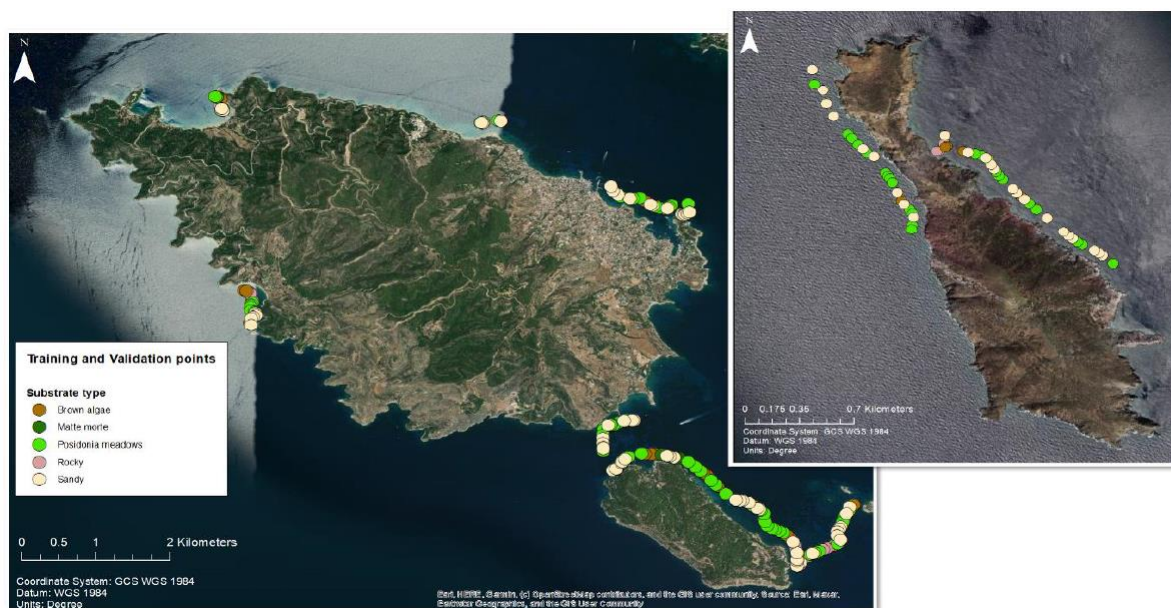 N
Training and Validation points
Substrate type
Brown algae
Matte morte
Posidonia meadows
Rocky
Sandy
0 0.5 1 2 Kilometers
Coordinate System: GCS WGS 1984
Datum: WGS 1984
Units: Degree
Esri, HERE, Garmin, (c) OpenStreetMap contributors, and the GIS user community, Source: Esri, Maxar,
Earthstar Geographics, and the GIS User Community
N
0 0.175 0.35 0.7 Kilometers
Coordinate System: GCS WGS 1984
Datum: WGS 1984
Units: Degree